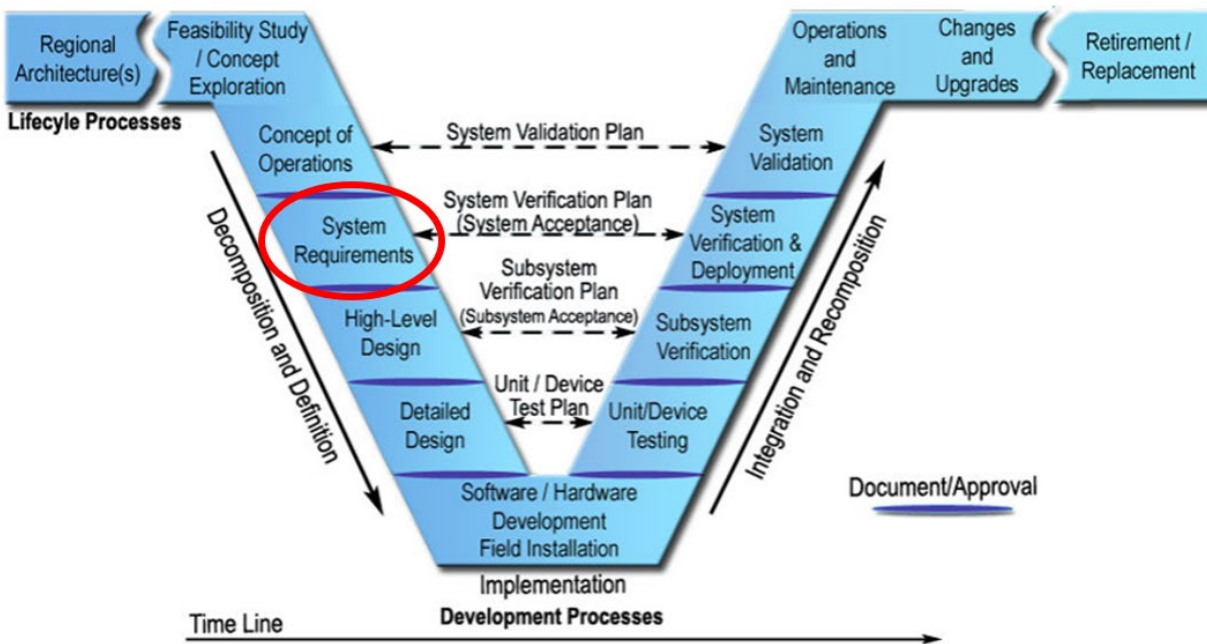 Regional
Architecture(s)
Feasibility Study
/ Concept
Exploration
Operations
and
Maintenance
Changes
and
Upgrades
Retirement /
Replacement
Lifecyle Processes
Concept of
Operations
System Validation Plan
System
Validation
System
Requirements
System Verification Plan
(System Acceptance)
System
Verification &
Deployment
High-Level
Design
Subsystem
Verification Plan
(Subsystem Acceptance)
Subsystem
Verification
Detailed
Design
Unit / Device
Test Plan
Unit/Device
Testing
Decomposition and Definition
Integration and Recomposition
Software / Hardware
Development
Field Installation
Document/Approval
Implementation
Development Processes
Time Line